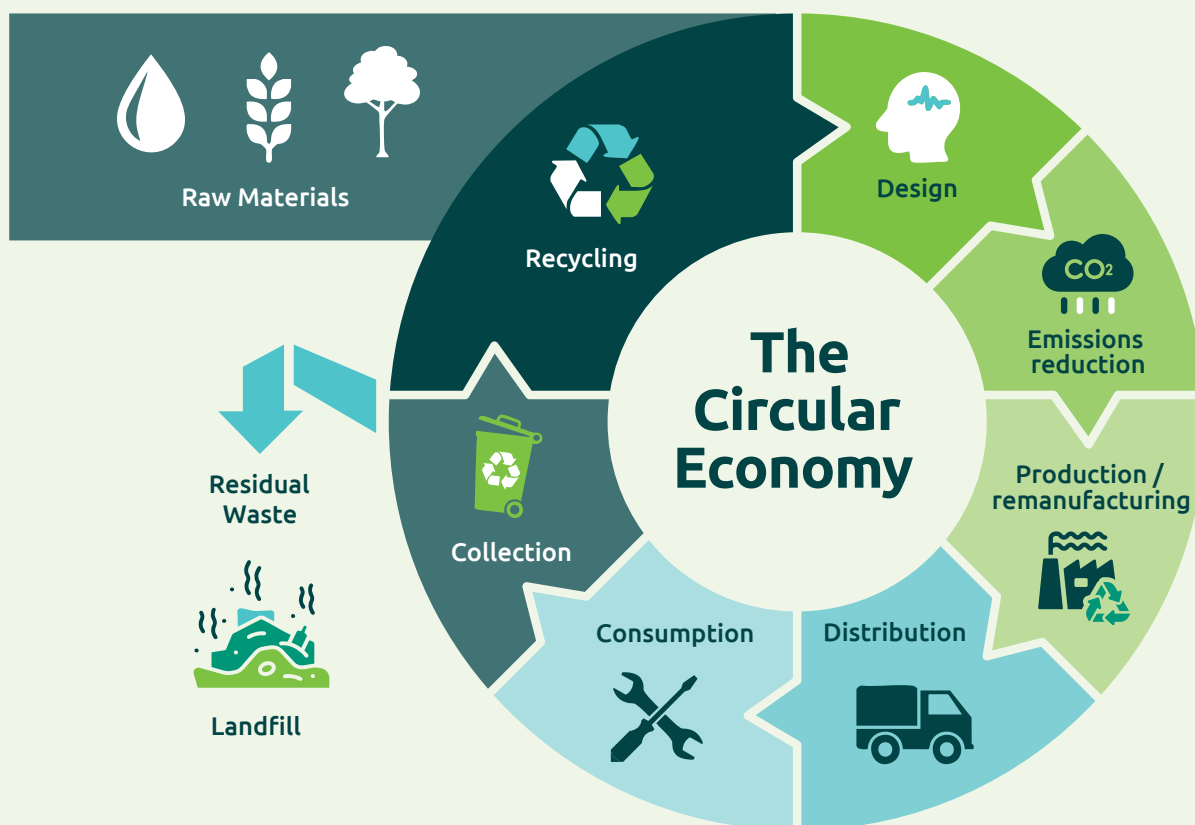 Raw Materials
Recycling
Design
CO2
Emissions
reduction
Production /
remanufacturing
Distribution
Consumption
Collection
The
Circular
Economy
Residual
Waste
Landfill